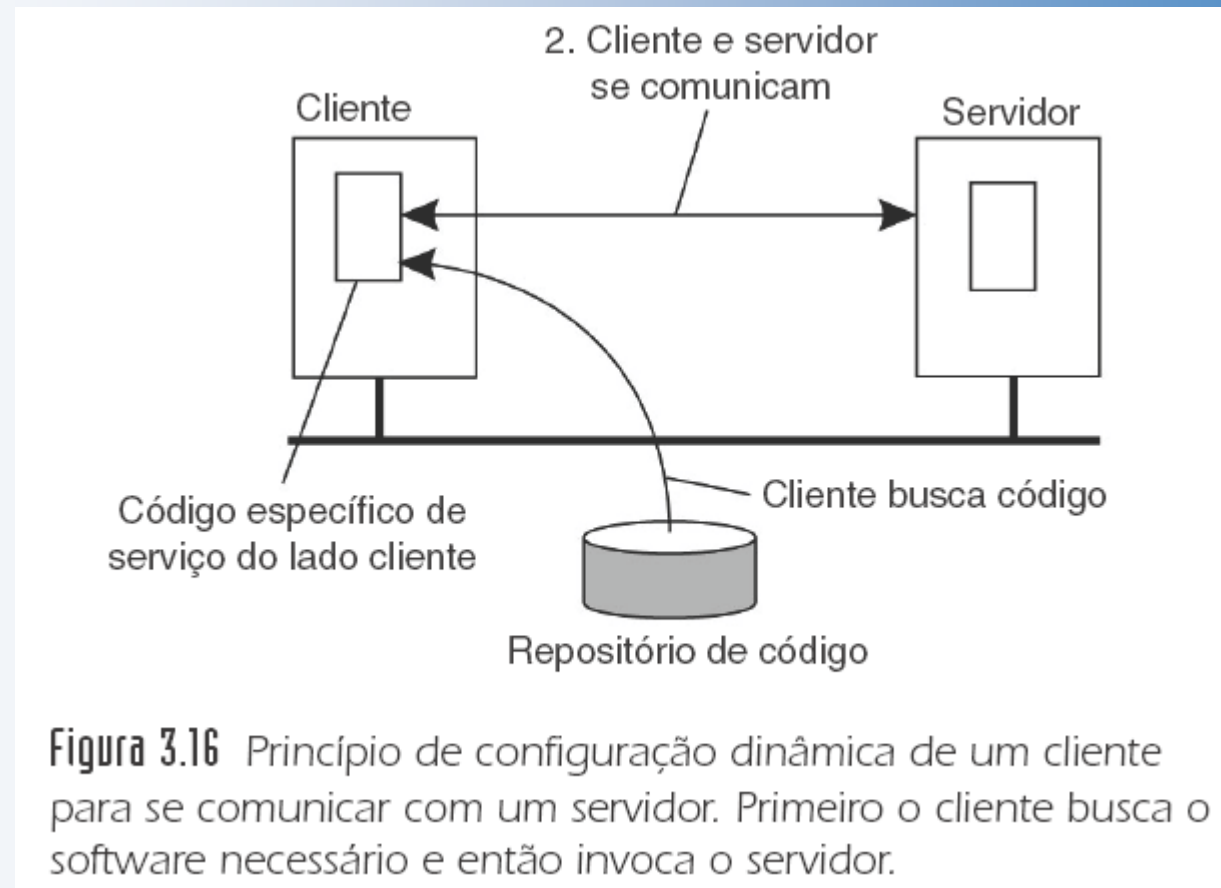 2. Cliente e servidor
se comunicam
Cliente
Servidor
Código específico de
serviço do lado cliente
Cliente busca código
Repositório de código
Figura 3.16 Princípio de configuração dinâmica de um cliente
para se comunicar com um servidor. Primeiro o cliente busca o
software necessário e então invoca o servidor.